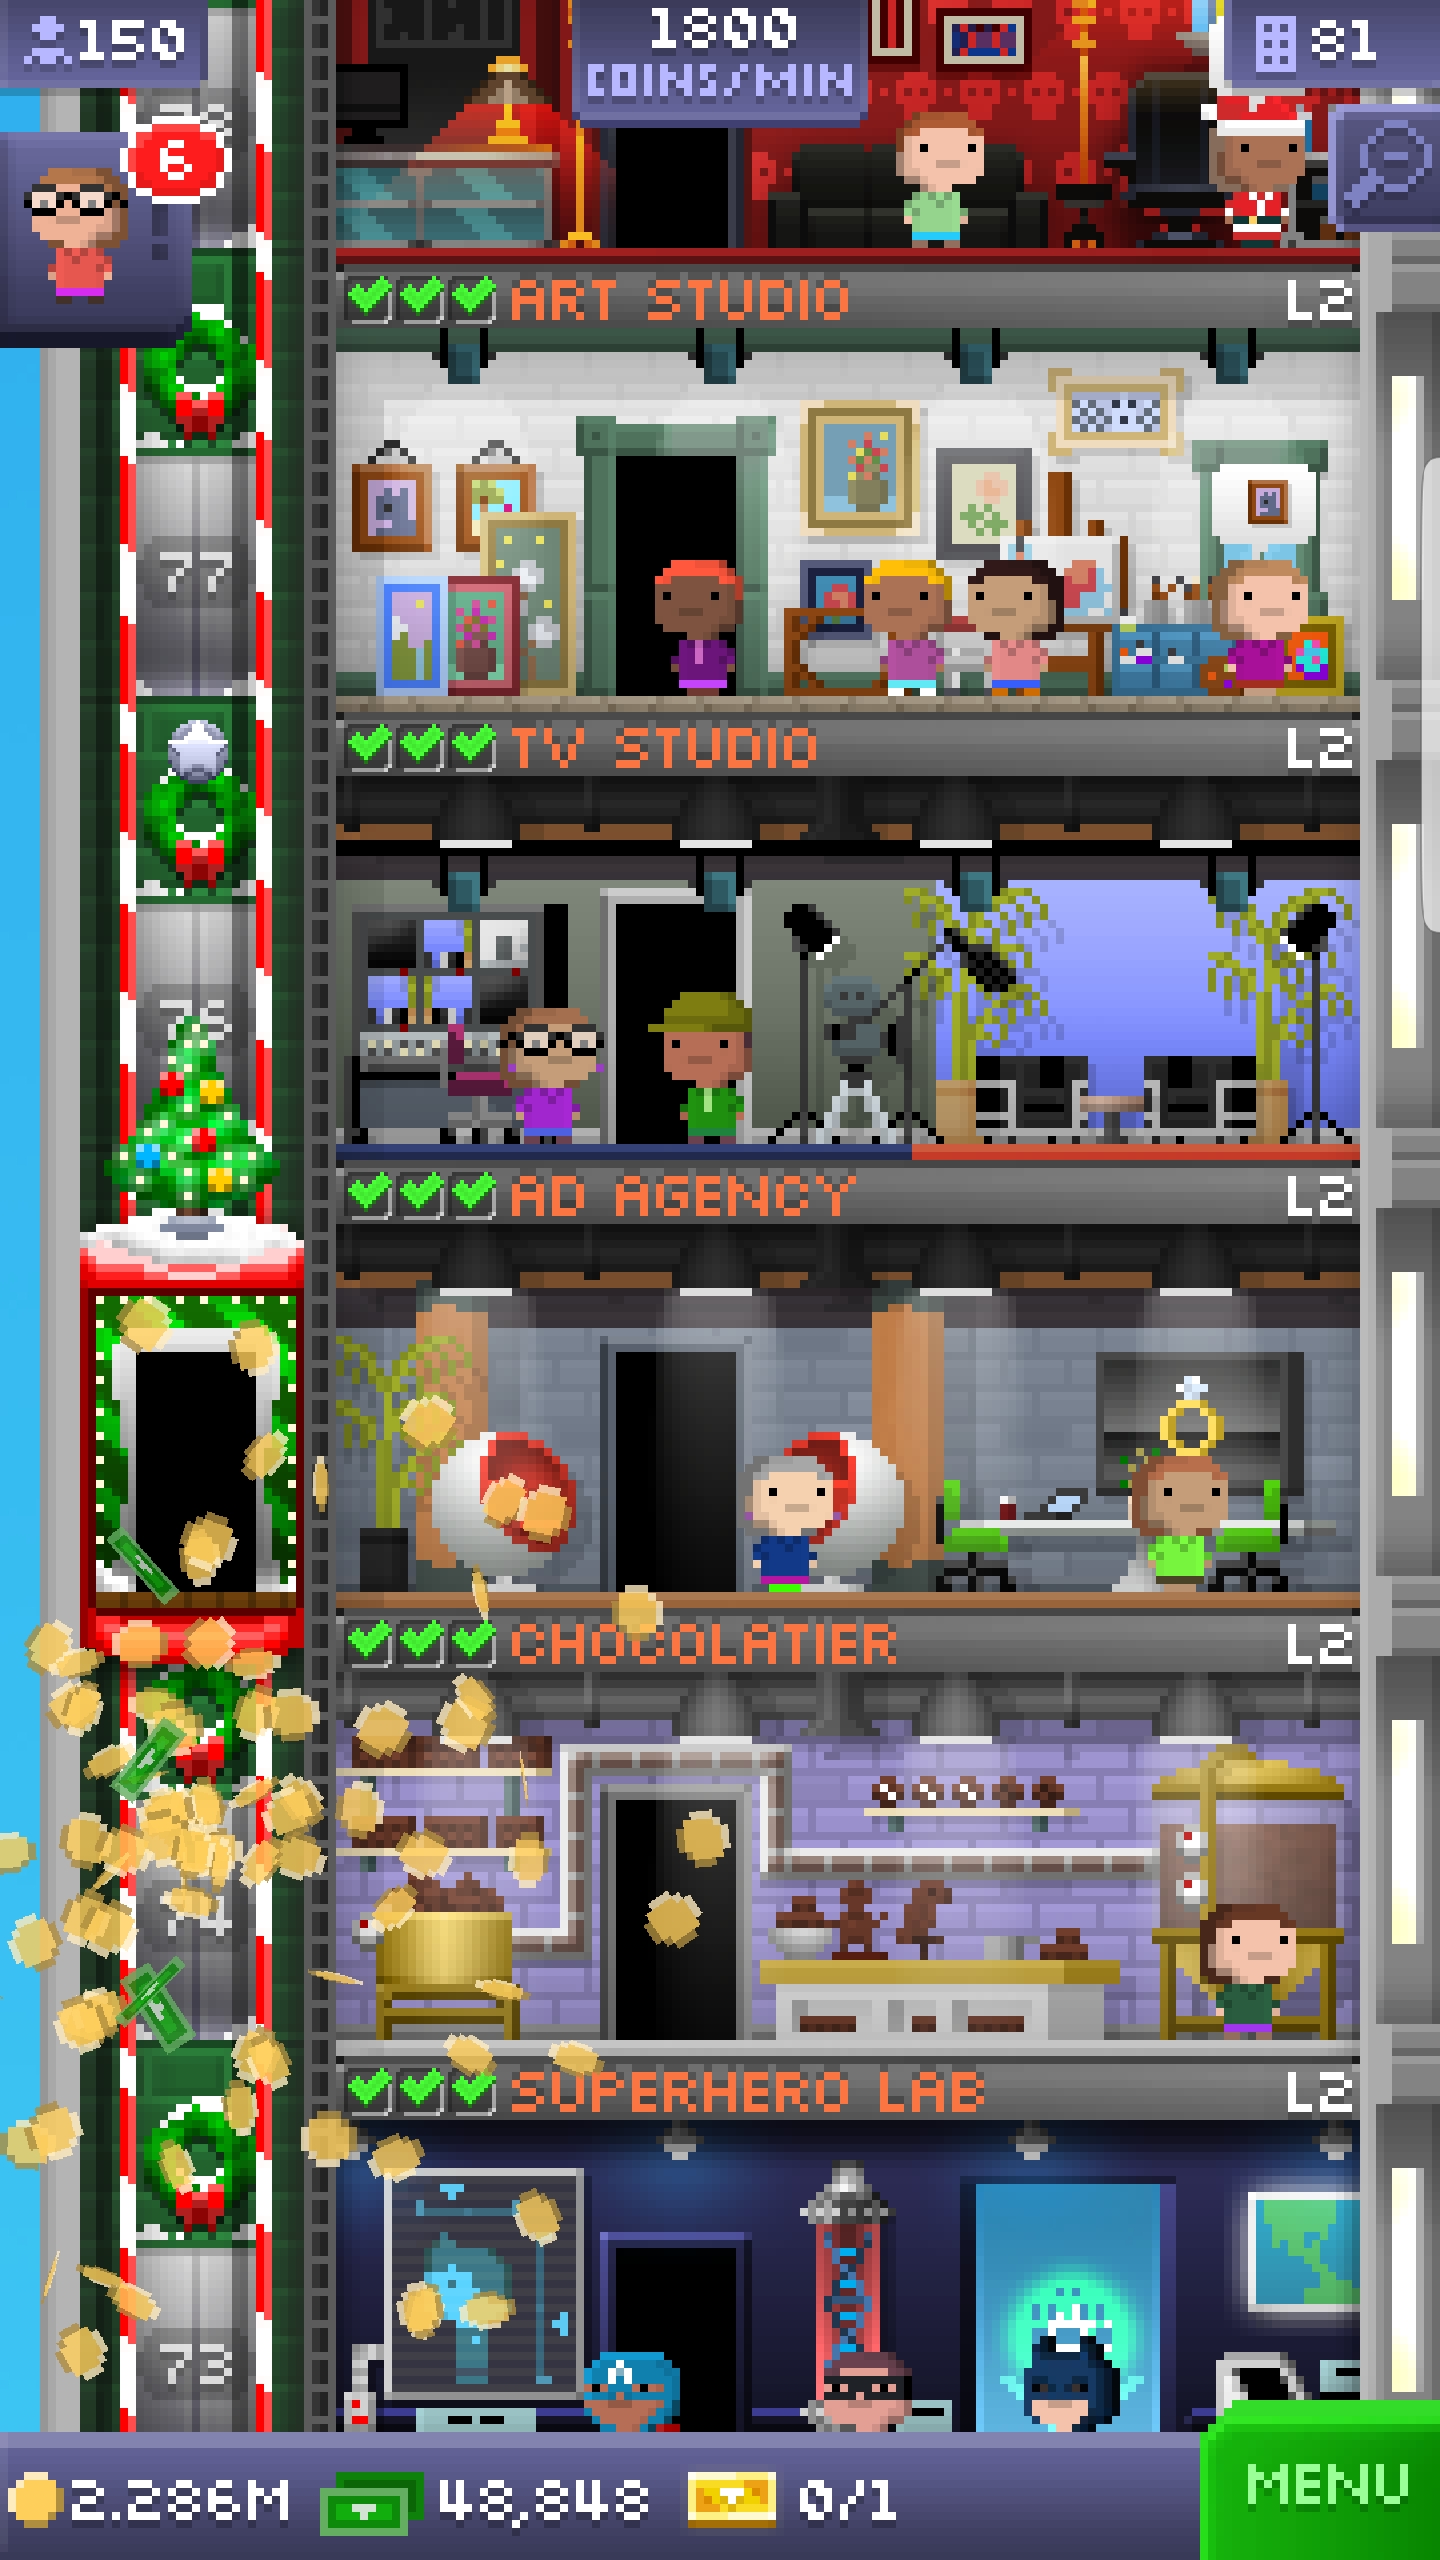 150
1800
COINS/MIN
81
6
ART STUDIO L2
77
TV STUDIO L2
AD AGENCY L2
CHOCOLATIER L2
74
SUPERHERO LAB L2
73
2.286M 48,848 0/1
MENU